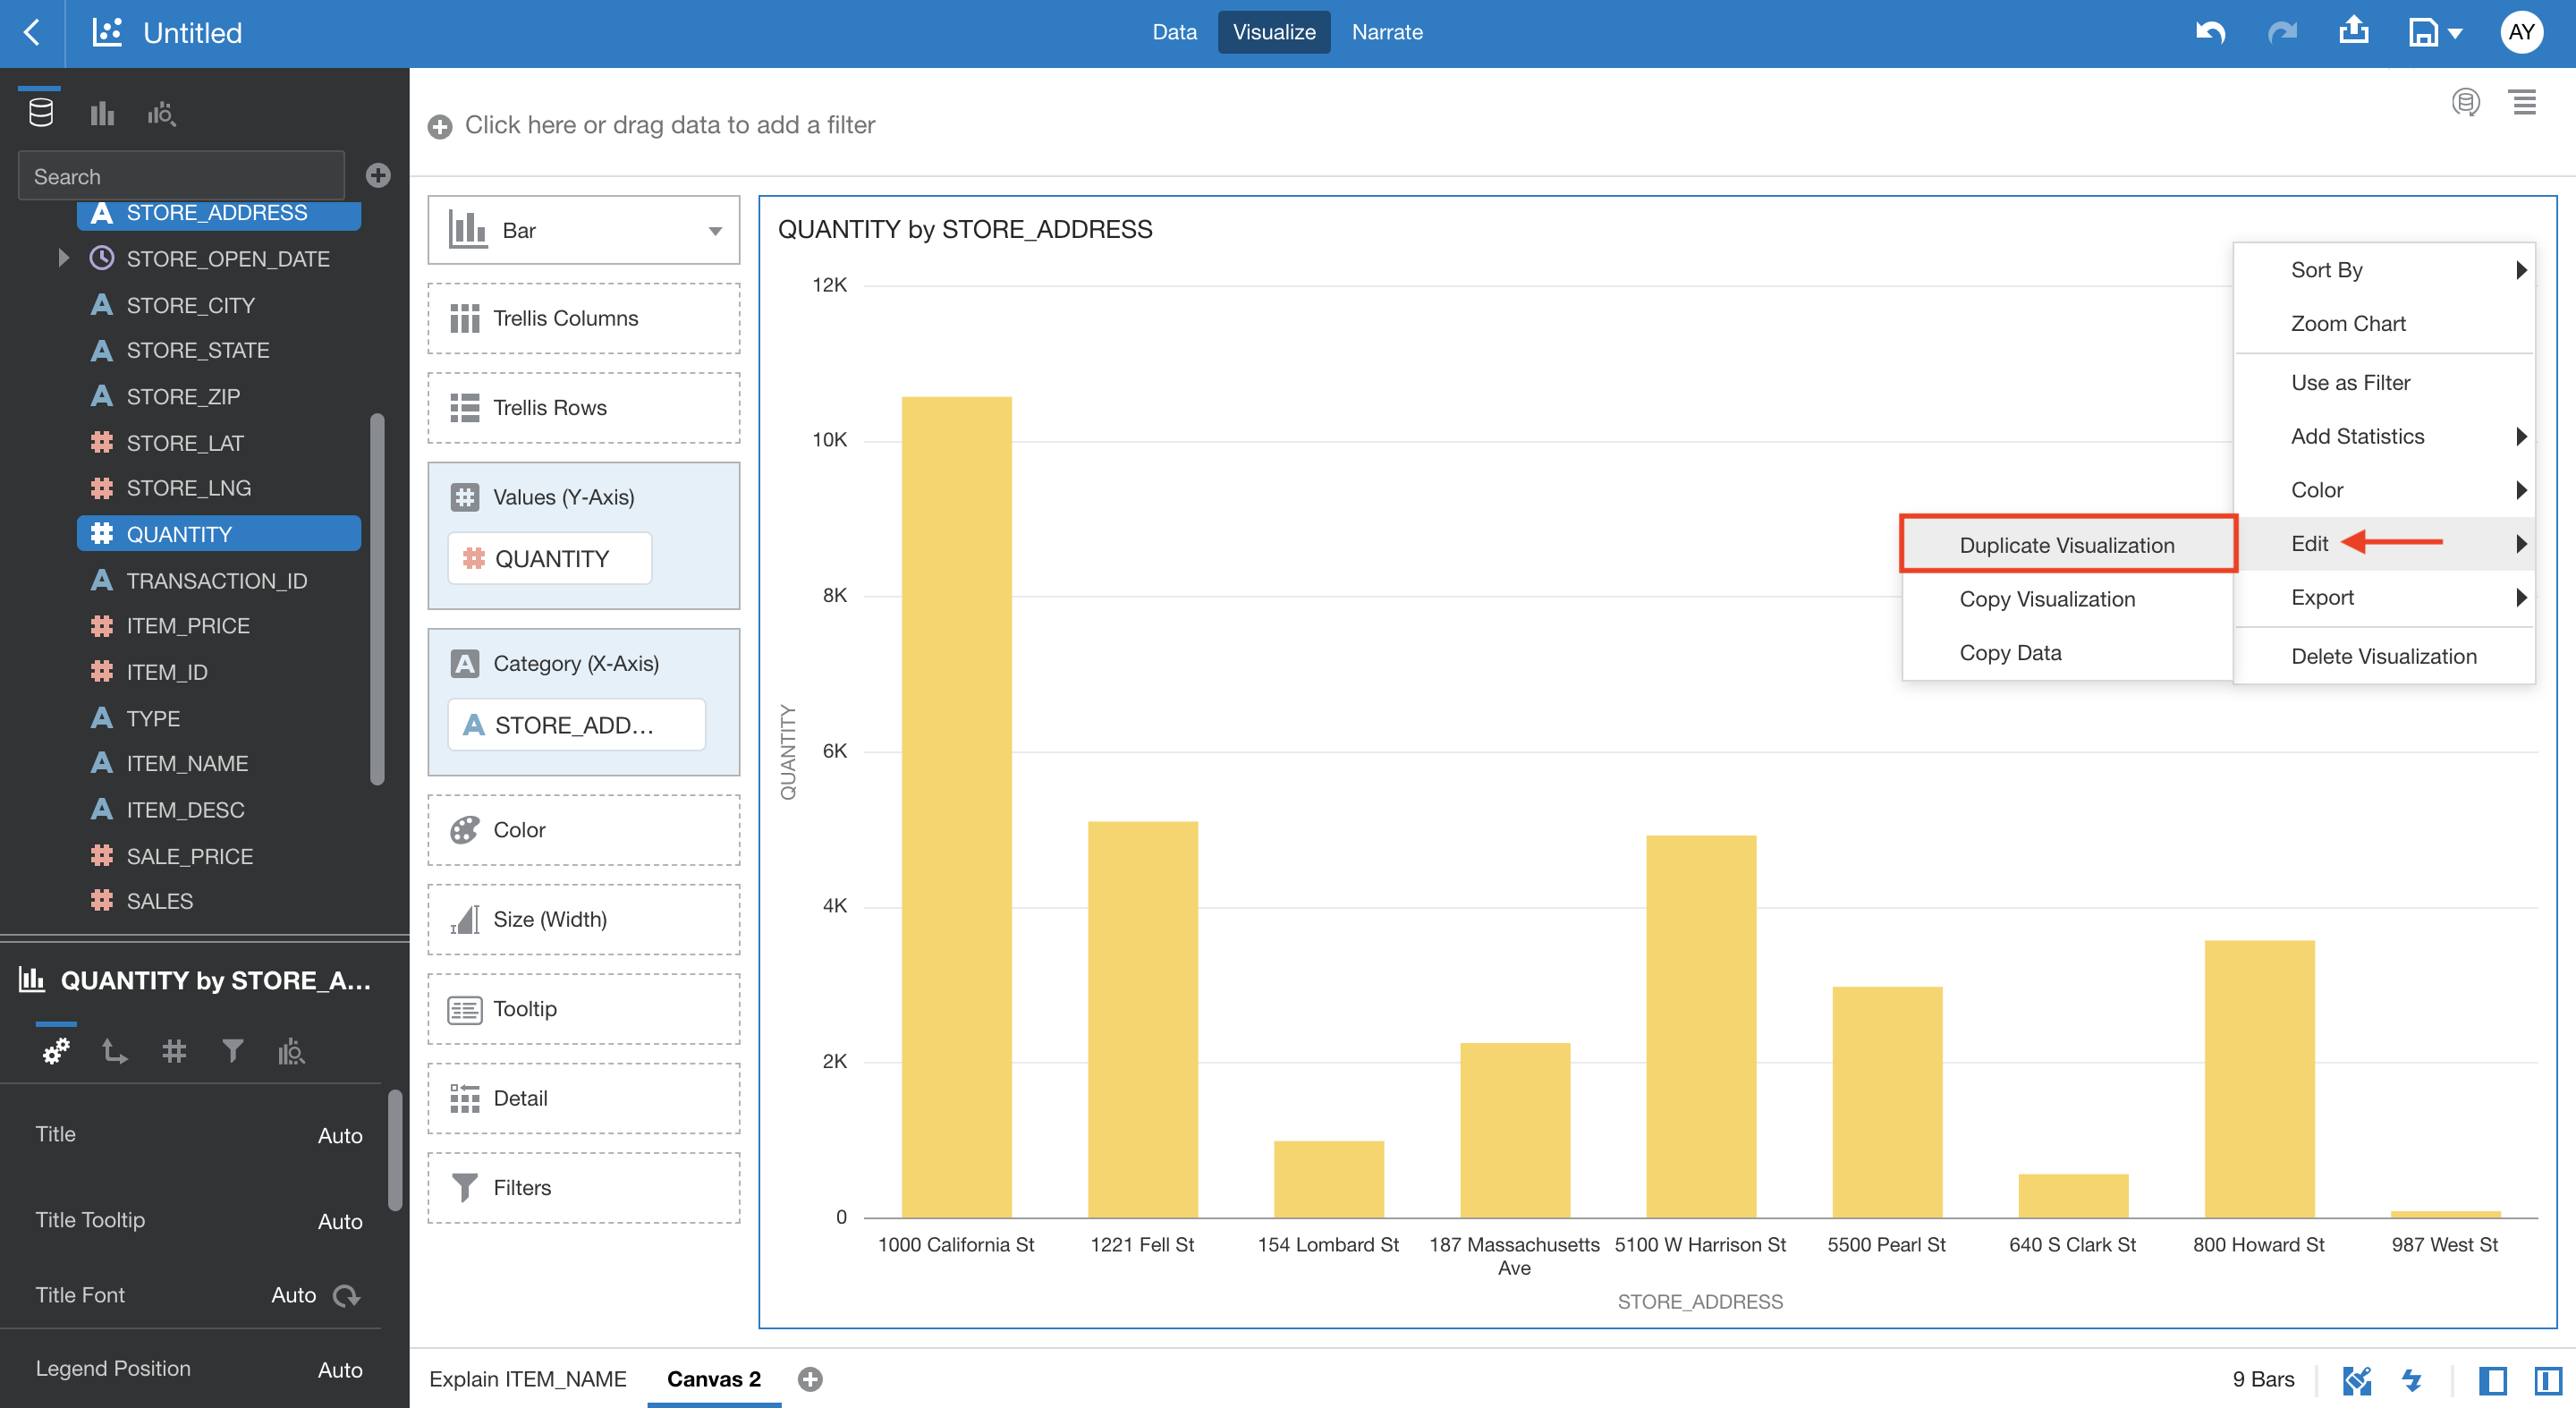 Untitled
Data
Visualize
Narrate
AY
Search
STORE_ADDRESS
STORE_OPEN_DATE
STORE_CITY
STORE_STATE
STORE_ZIP
STORE_LAT
STORE_LNG
QUANTITY
TRANSACTION_ID
ITEM_PRICE
ITEM_ID
TYPE
ITEM_NAME
ITEM_DESC
SALE_PRICE
SALES
QUANTITY by STORE_A...
Title Auto
Title Tooltip Auto
Title Font Auto
Legend Position Auto
Click here or drag data to add a filter
Bar
Trellis Columns
Trellis Rows
Values (Y-Axis)
QUANTITY
Category (X-Axis)
STORE_ADD...
Color
Size (Width)
Tooltip
Detail
Filters
QUANTITY by STORE_ADDRESS
12K
10K
8K
6K
4K
2K
0
QUANTITY
1000 California St
1221 Fell St
154 Lombard St
187 Massachusetts
Ave
5100 W Harrison St
5500 Pearl St
640 S Clark St
800 Howard St
987 West St
STORE_ADDRESS
Sort By
Zoom Chart
Use as Filter
Add Statistics
Color
Edit
Export
Delete Visualization
Duplicate Visualization
Copy Visualization
Copy Data
Explain ITEM_NAME
Canvas 2
9 Bars